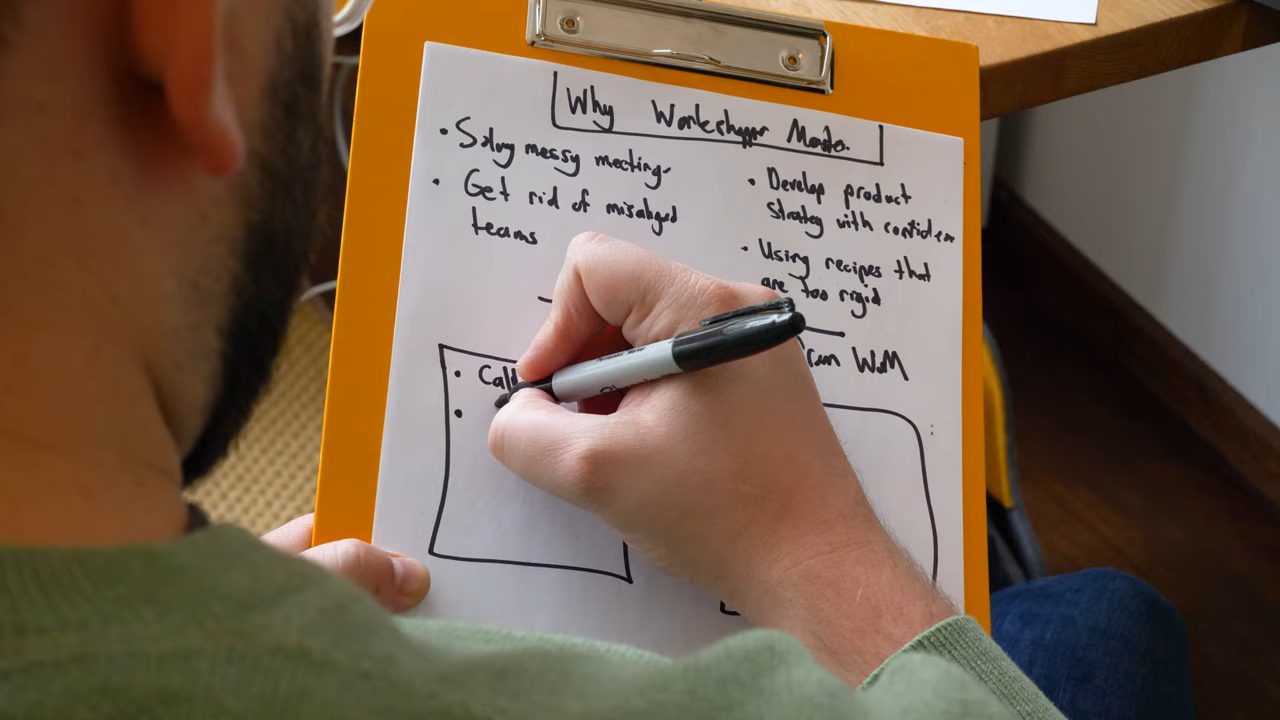 Why Workshopper Master
• Solving messy meetings
• Get rid of misaligned
teams
• Develop product
strategy with confidence
• Using recipes that
are too rigid
WSM
• Call
•